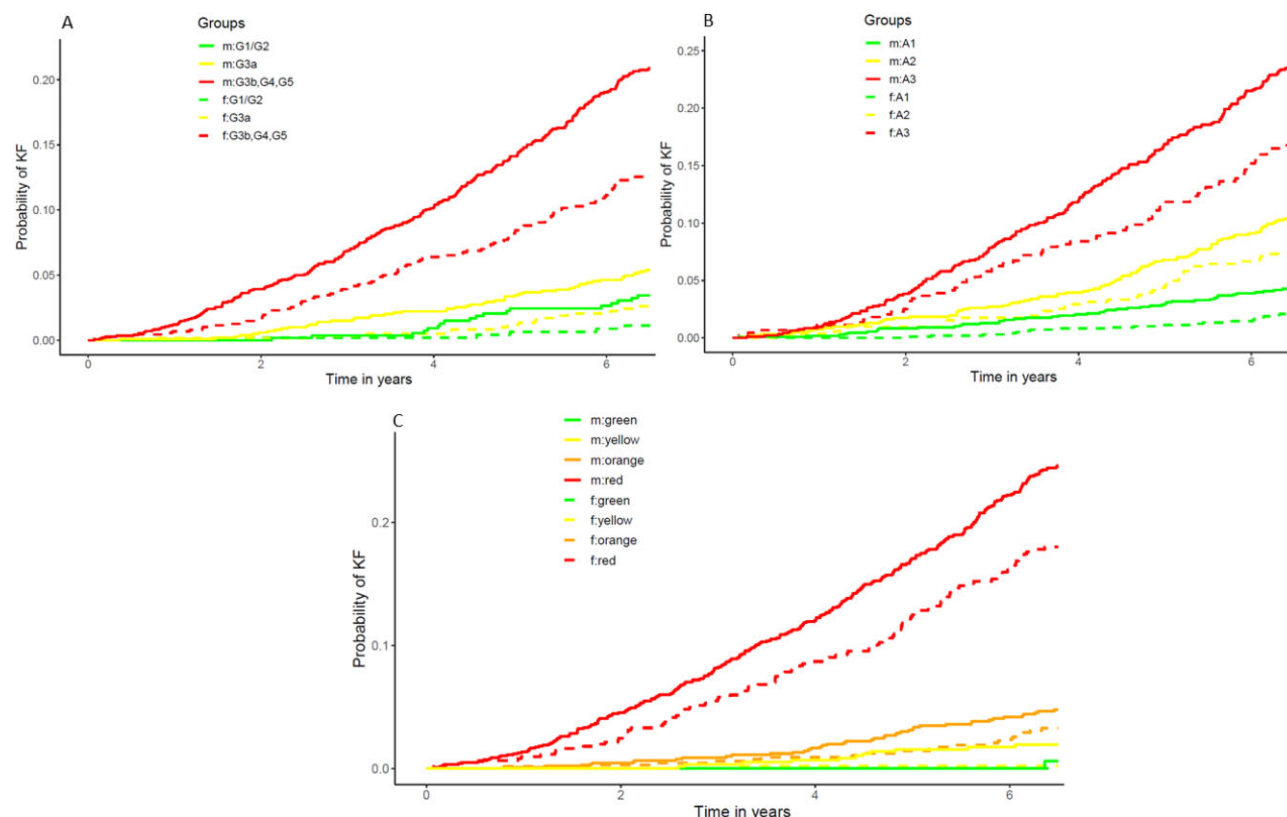 A
Groups
m:G1/G2
m:G3a
m:G3b,G4,G5
f:G1/G2
f:G3a
f:G3b,G4,G5
Probability of KF
0.20
0.15
0.10
0.05
0.00
0 2 4 6
Time in years
B
Groups
m:A1
m:A2
m:A3
f:A1
f:A2
f:A3
Probability of KF
0.25
0.20
0.15
0.10
0.05
0.00
0 2 4 6
Time in years
C
m:green
m:yellow
m:orange
m:red
f:green
f:yellow
f:orange
f:red
Probability of KF
0.2
0.1
0.0
0 2 4 6
Time in years